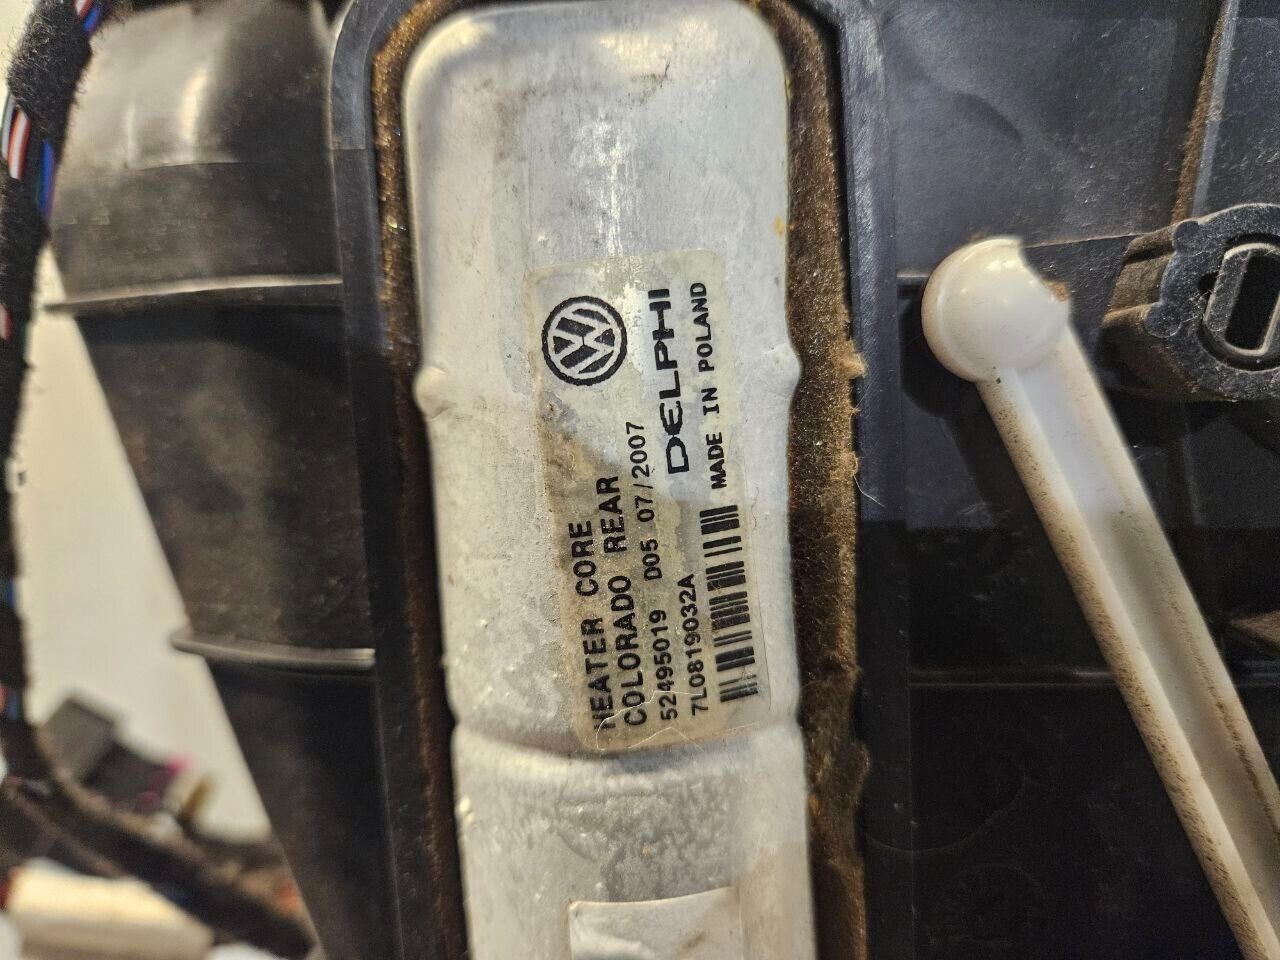 HEATER CORE
COLORADO REAR
52495019 D05 07/2007
7L0819032A
DELPHI
MADE IN POLAND